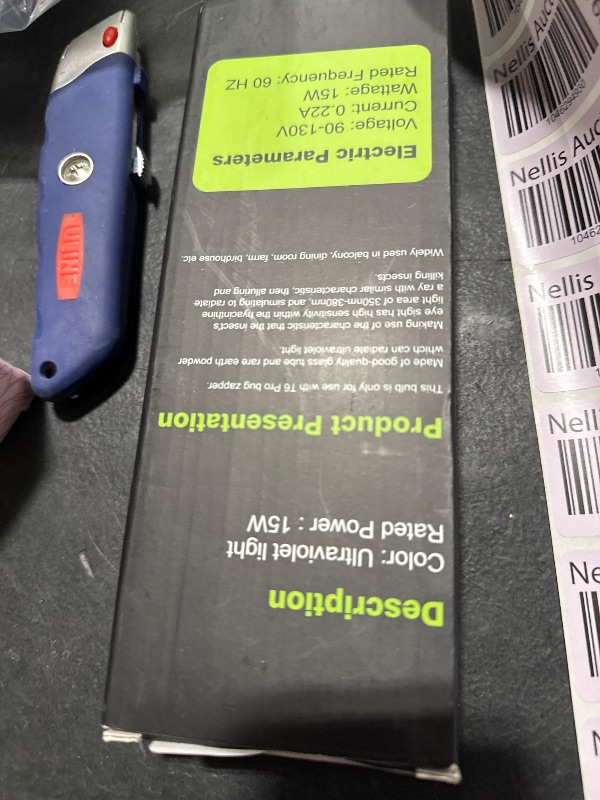 Description
Color: Ultraviolet light
Rated Power : 15W
Product Presentation
This bulb is only for use with T6 Pro bug zapper.
Made of good-quality glass tube and rare earth powder
which can radiate ultraviolet light.
Making use of the characteristic that the insect's
eye sight has high sensitivity within the hyacinthine
light area of 350nm-380nm, and simulating to radiate
a ray with similar characteristic, then alluring and
killing insects.
Widely used in balcony, dining room, farm, birdhouse, etc.
Electric Parameters
Voltage: 90-130V
Current: 0.22A
Wattage: 15W
Rated Frequency: 60 HZ
Nellis Auc
1046294930
Nellis Auc
10462
Nellis
Nelli
Ne
N